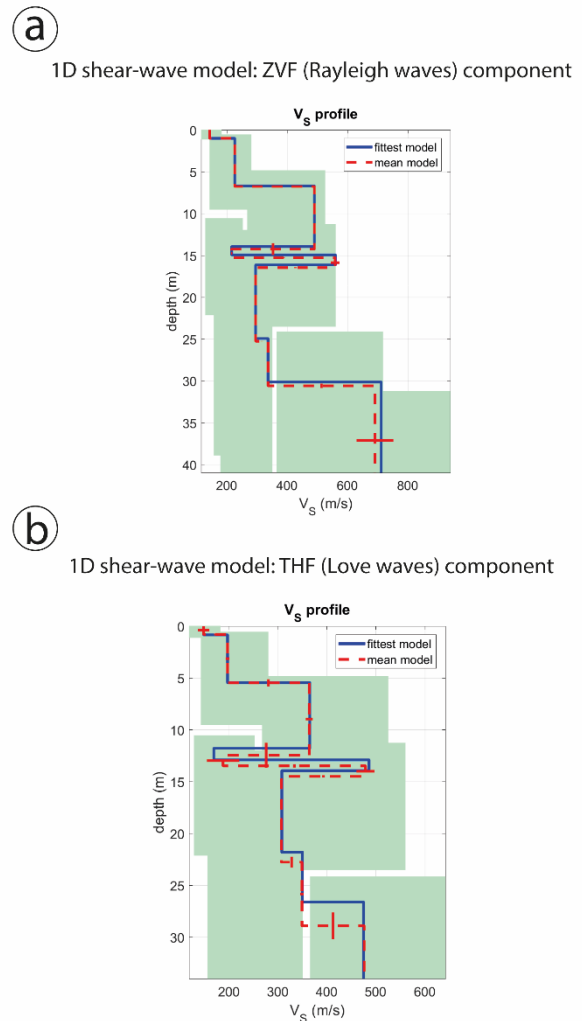 a
1D shear-wave model: ZVF (Rayleigh waves) component
VS profile
fittest model
mean model
0
5
10
15
20
25
30
35
40
depth (m)
200 400 600 800
VS (m/s)
b
1D shear-wave model: THF (Love waves) component
VS profile
fittest model
mean model
0
5
10
15
20
25
30
depth (m)
200 300 400 500 600
VS (m/s)